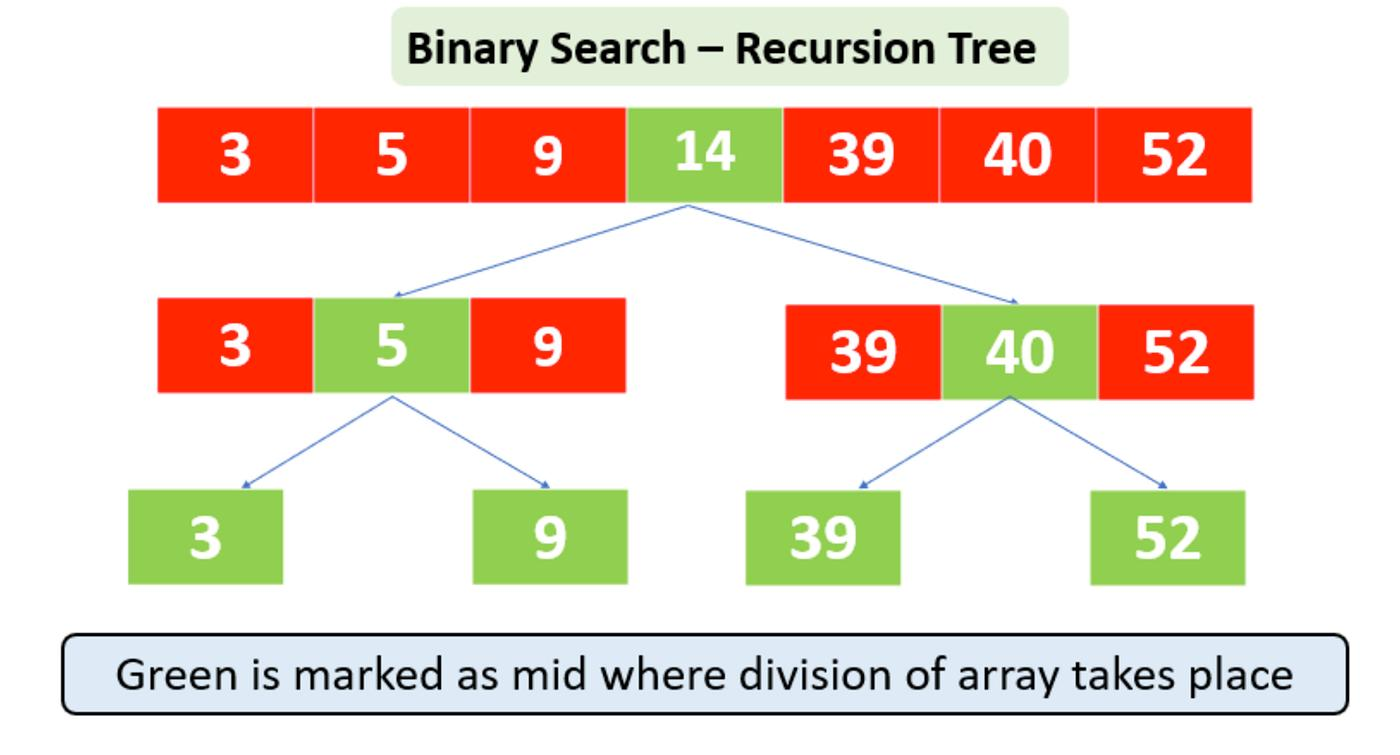 Binary Search – Recursion Tree
3 5 9 14 39 40 52
3 5 9 39 40 52
3 9 39 52
Green is marked as mid where division of array takes place